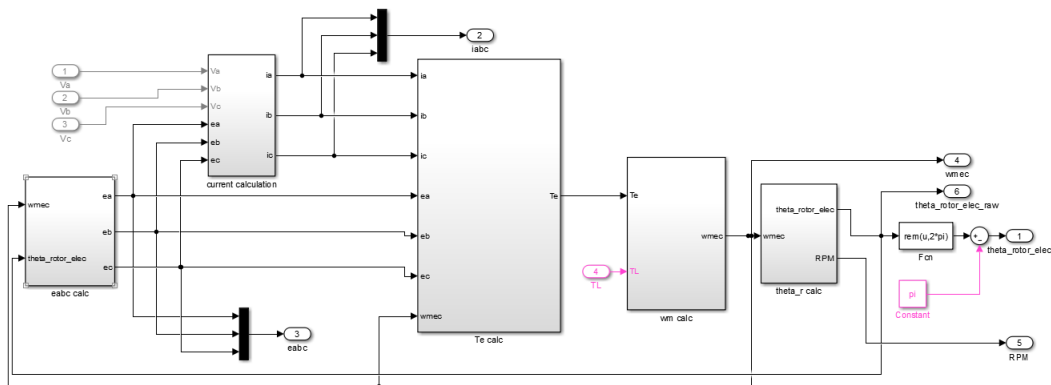 2
iabc
1
Va
2
Vb
3
Vc
Va
Vb
Vc
ea
eb
ec
ia
ib
ic
current calculation
wmec
theta_rotor_elec
ea
eb
ec
eabc calc
3
eabc
ia
ib
ic
ea
eb
ec
wmec
Te
Te calc
4
TL
Te
TL
wmec
wm calc
wmec
theta_rotor_elec
RPM
theta_r calc
4
wmec
6
theta_rotor_elec_raw
rem(u,2*pi)
Fcn
+
−
1
theta_rotor_elec
pi
Constant
5
RPM